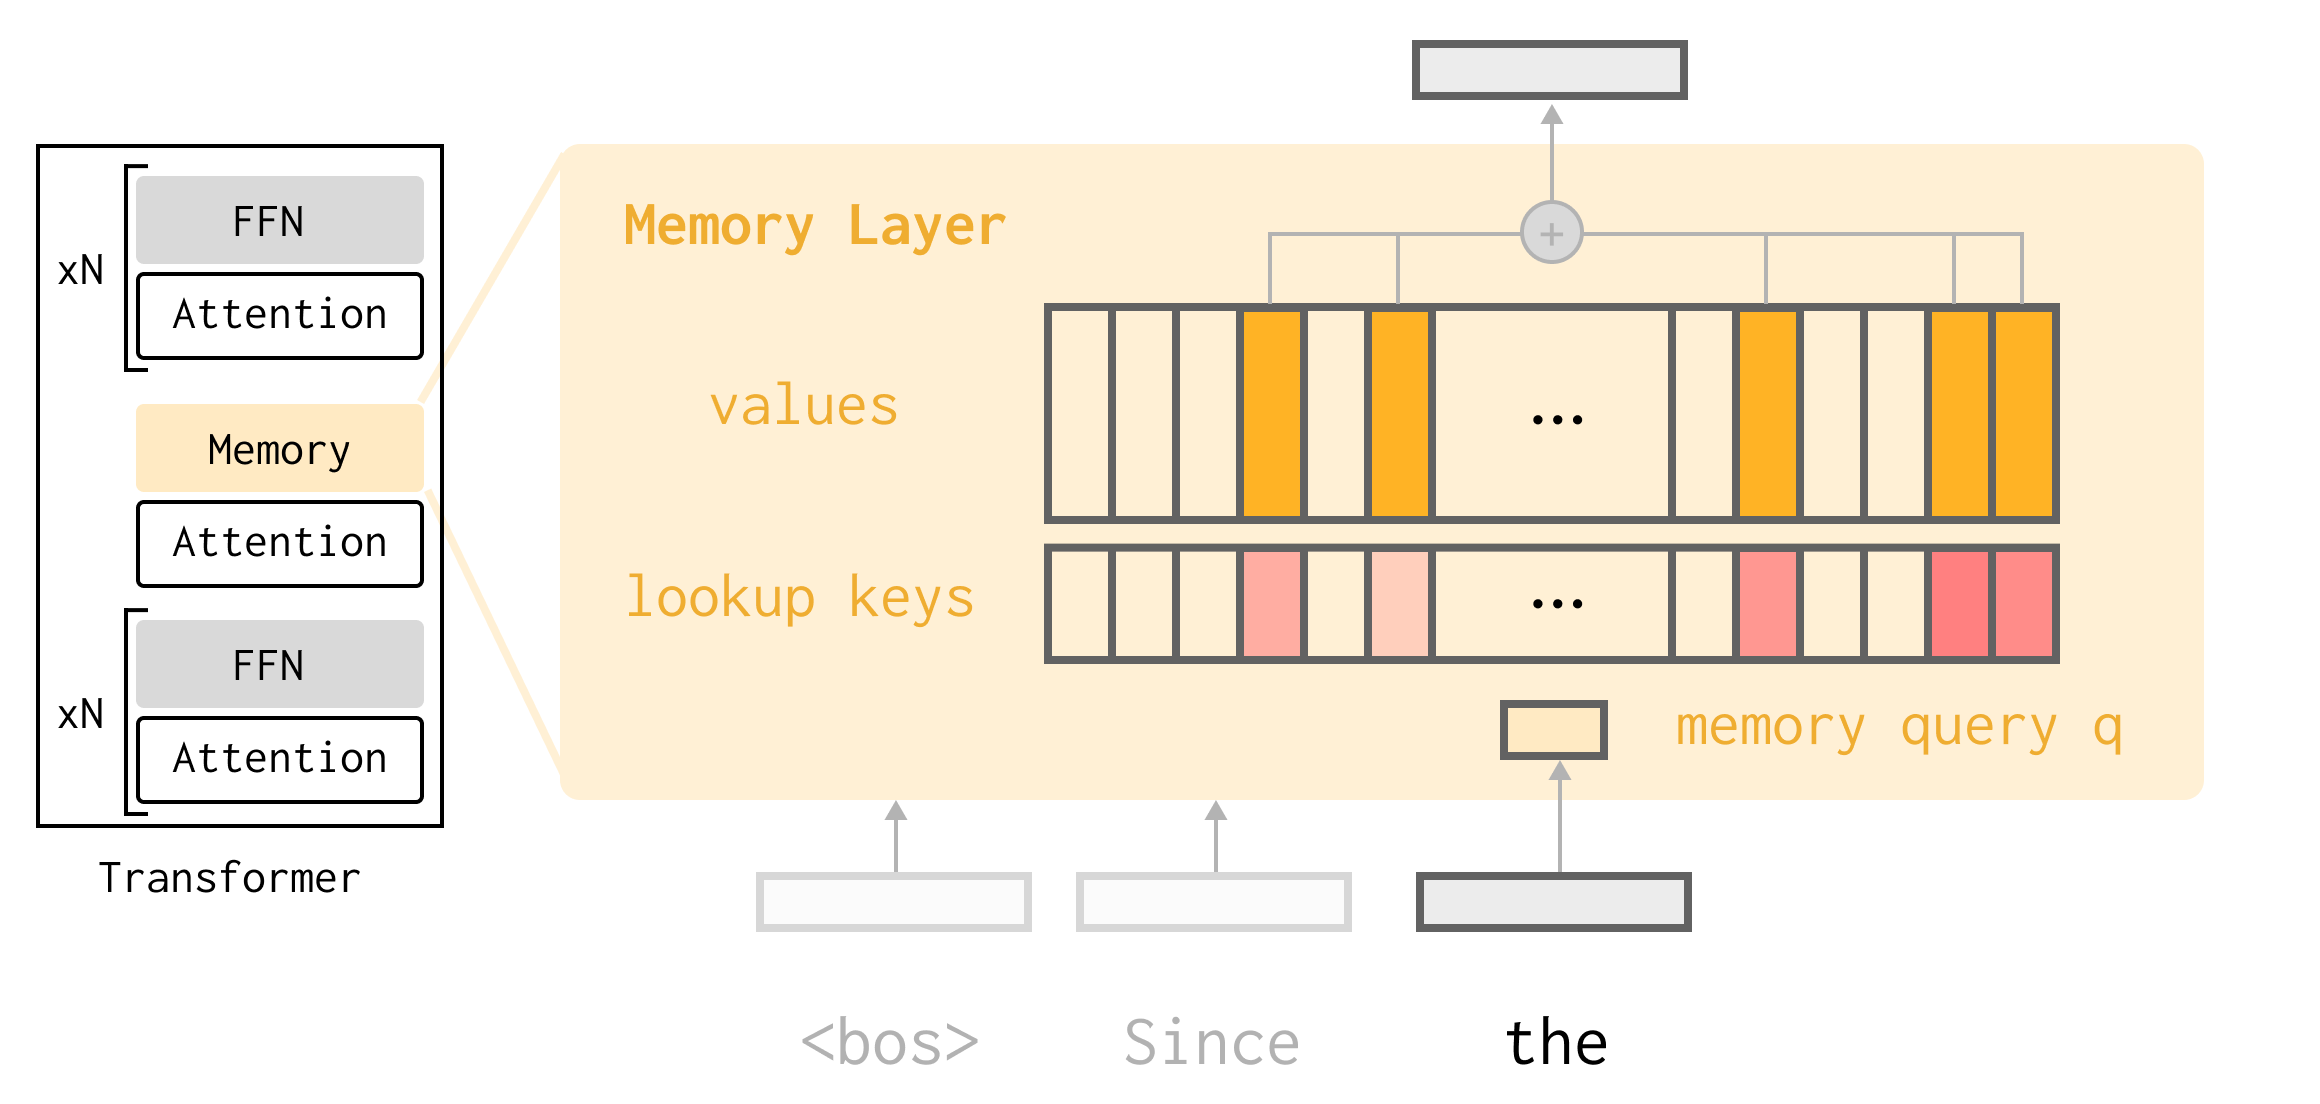 FFN
xN
Attention
Memory
Attention
FFN
xN
Attention
Transformer
Memory Layer
+
values
...
lookup keys
...
memory query q
<bos> Since the